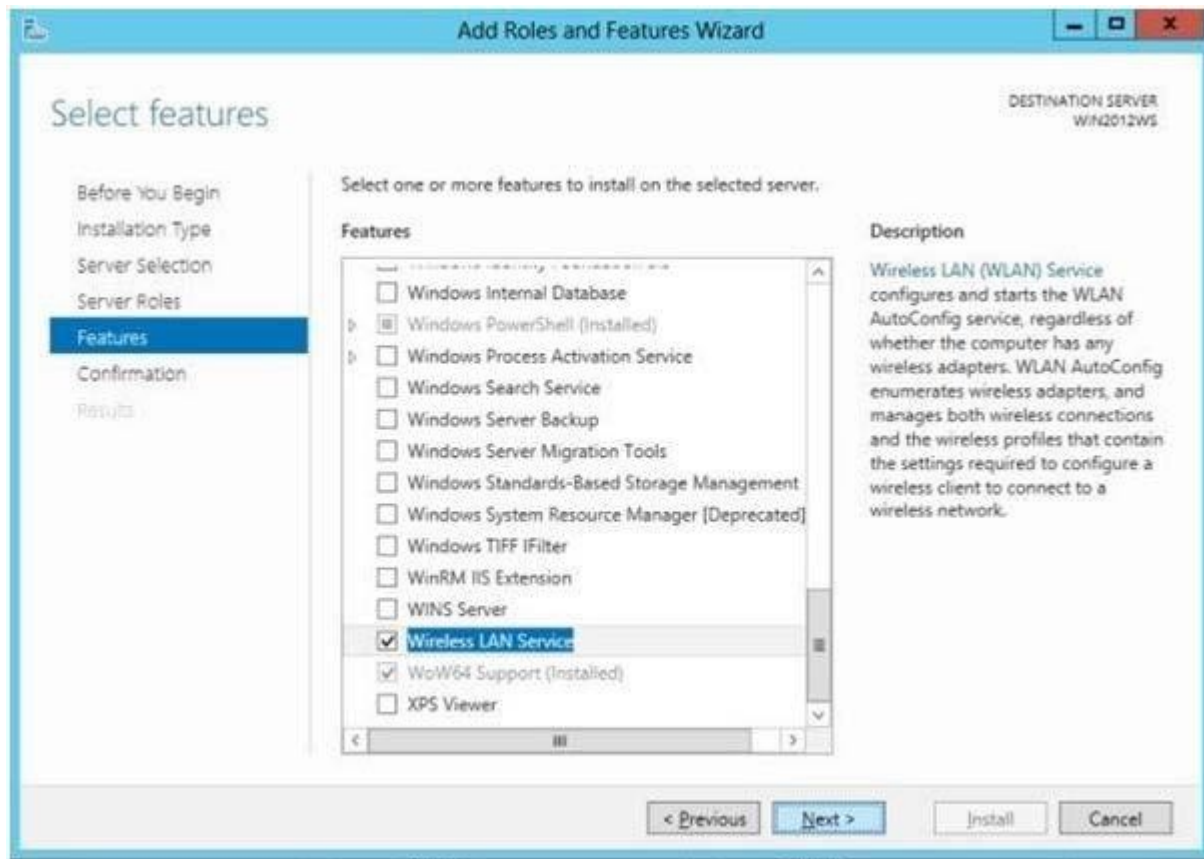 Add Roles and Features Wizard
Select features
DESTINATION SERVER
WIN2012WS
Before You Begin
Installation Type
Server Selection
Server Roles
Features
Confirmation
Results
Select one or more features to install on the selected server.
Features
Windows Internal Database
Windows PowerShell (Installed)
Windows Process Activation Service
Windows Search Service
Windows Server Backup
Windows Server Migration Tools
Windows Standards-Based Storage Management
Windows System Resource Manager [Deprecated]
Windows TIFF IFilter
WinRM IIS Extension
WINS Server
Wireless LAN Service
WoW64 Support (Installed)
XPS Viewer
Description
Wireless LAN (WLAN) Service
configures and starts the WLAN
AutoConfig service, regardless of
whether the computer has any
wireless adapters. WLAN AutoConfig
enumerates wireless adapters, and
manages both wireless connections
and the wireless profiles that contain
the settings required to configure a
wireless client to connect to a
wireless network.
< Previous
Next >
Install
Cancel